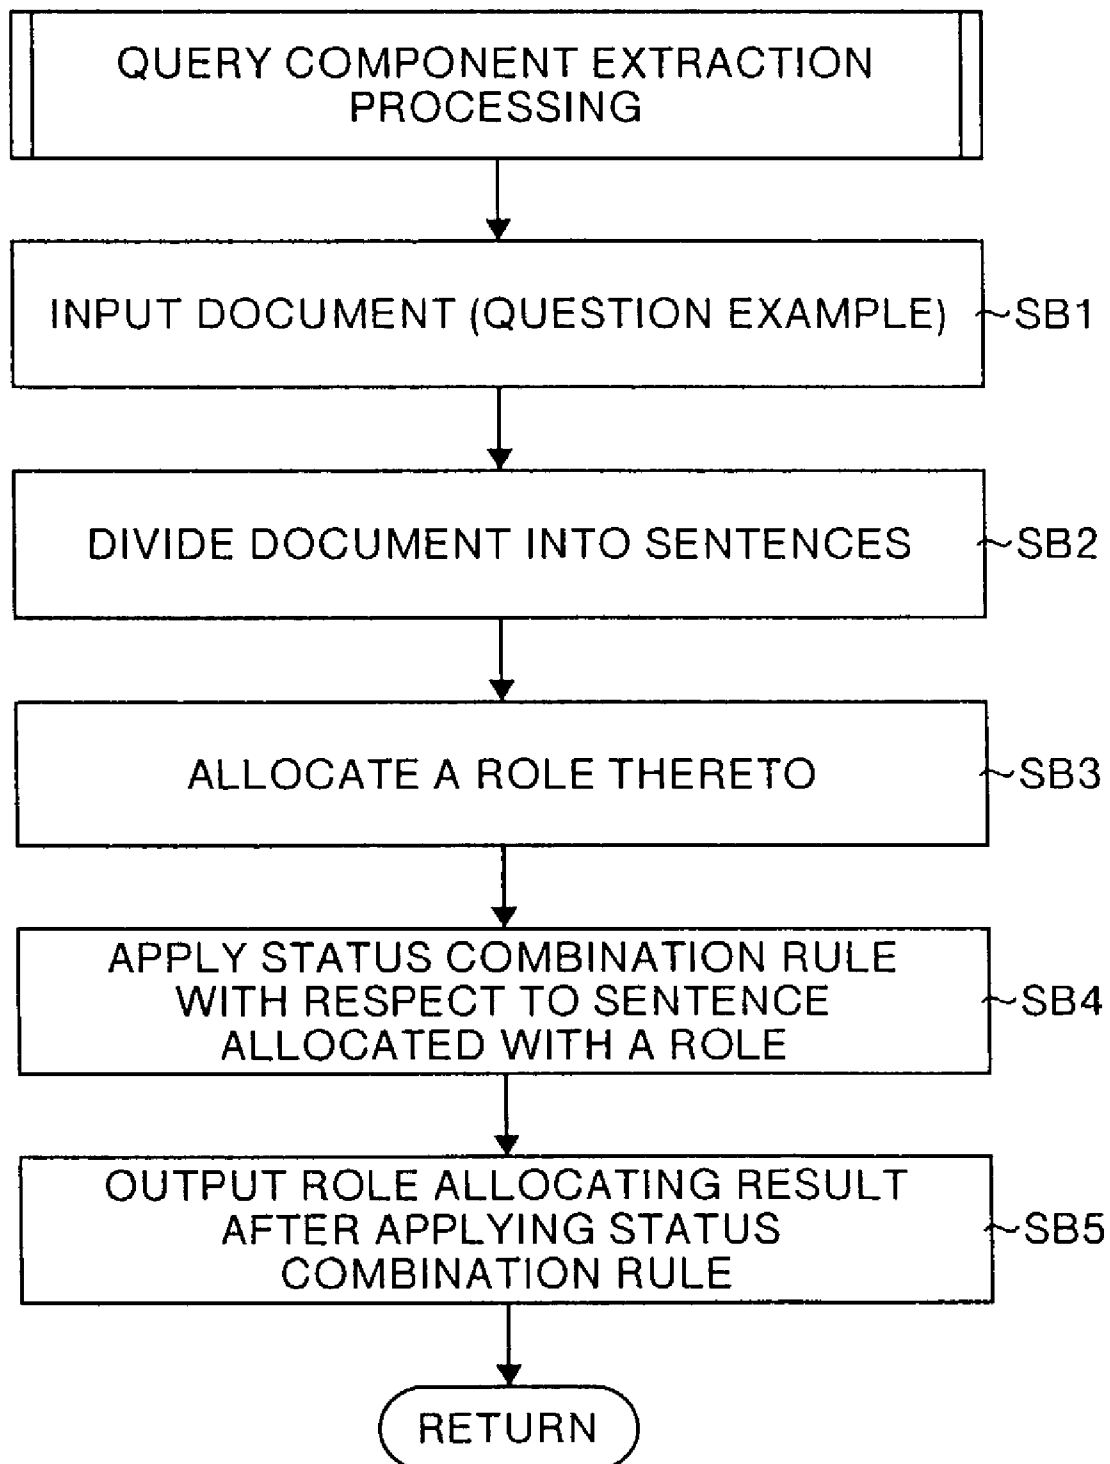 QUERY COMPONENT EXTRACTION
PROCESSING
INPUT DOCUMENT (QUESTION EXAMPLE)
SB1
DIVIDE DOCUMENT INTO SENTENCES
SB2
ALLOCATE A ROLE THERETO
SB3
APPLY STATUS COMBINATION RULE
WITH RESPECT TO SENTENCE
ALLOCATED WITH A ROLE
SB4
OUTPUT ROLE ALLOCATING RESULT
AFTER APPLYING STATUS
COMBINATION RULE
SB5
RETURN